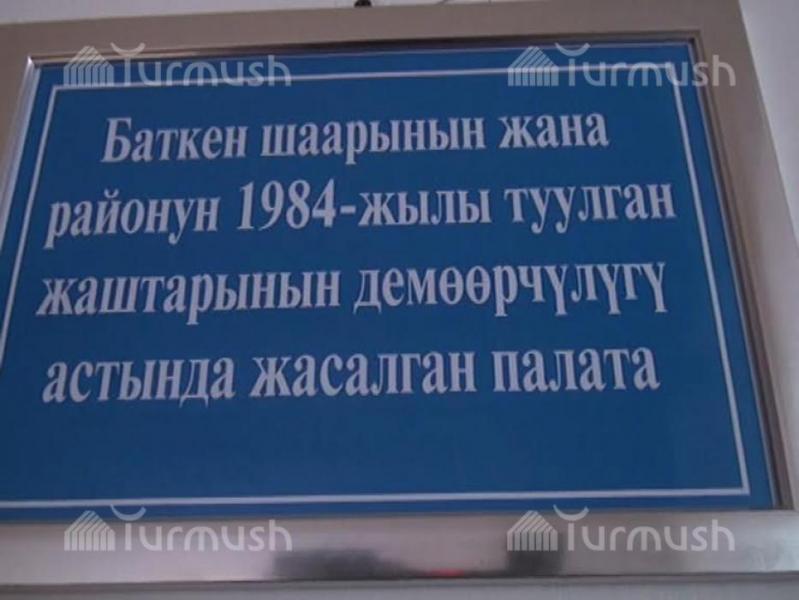 Turmush Turmush
Баткен шаарынын жана
районун 1984-жылы туулган
жаштарынын демөөрчүлүгү
астында жасалган палата
Turmush Turmush